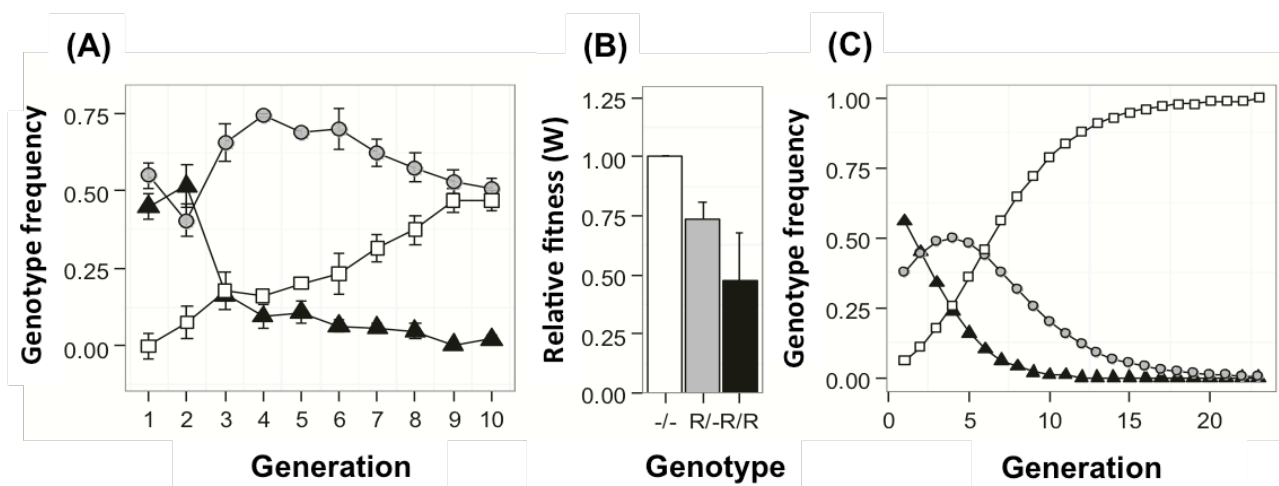 (A)
Genotype frequency
0.75
0.50
0.25
0.00
1 2 3 4 5 6 7 8 9 10
Generation
(B)
Relative fitness (W)
1.25
1.00
0.75
0.50
0.25
0.00
-/- R/- R/R
Genotype
(C)
Genotype frequency
1.00
0.75
0.50
0.25
0.00
0 5 10 15 20
Generation